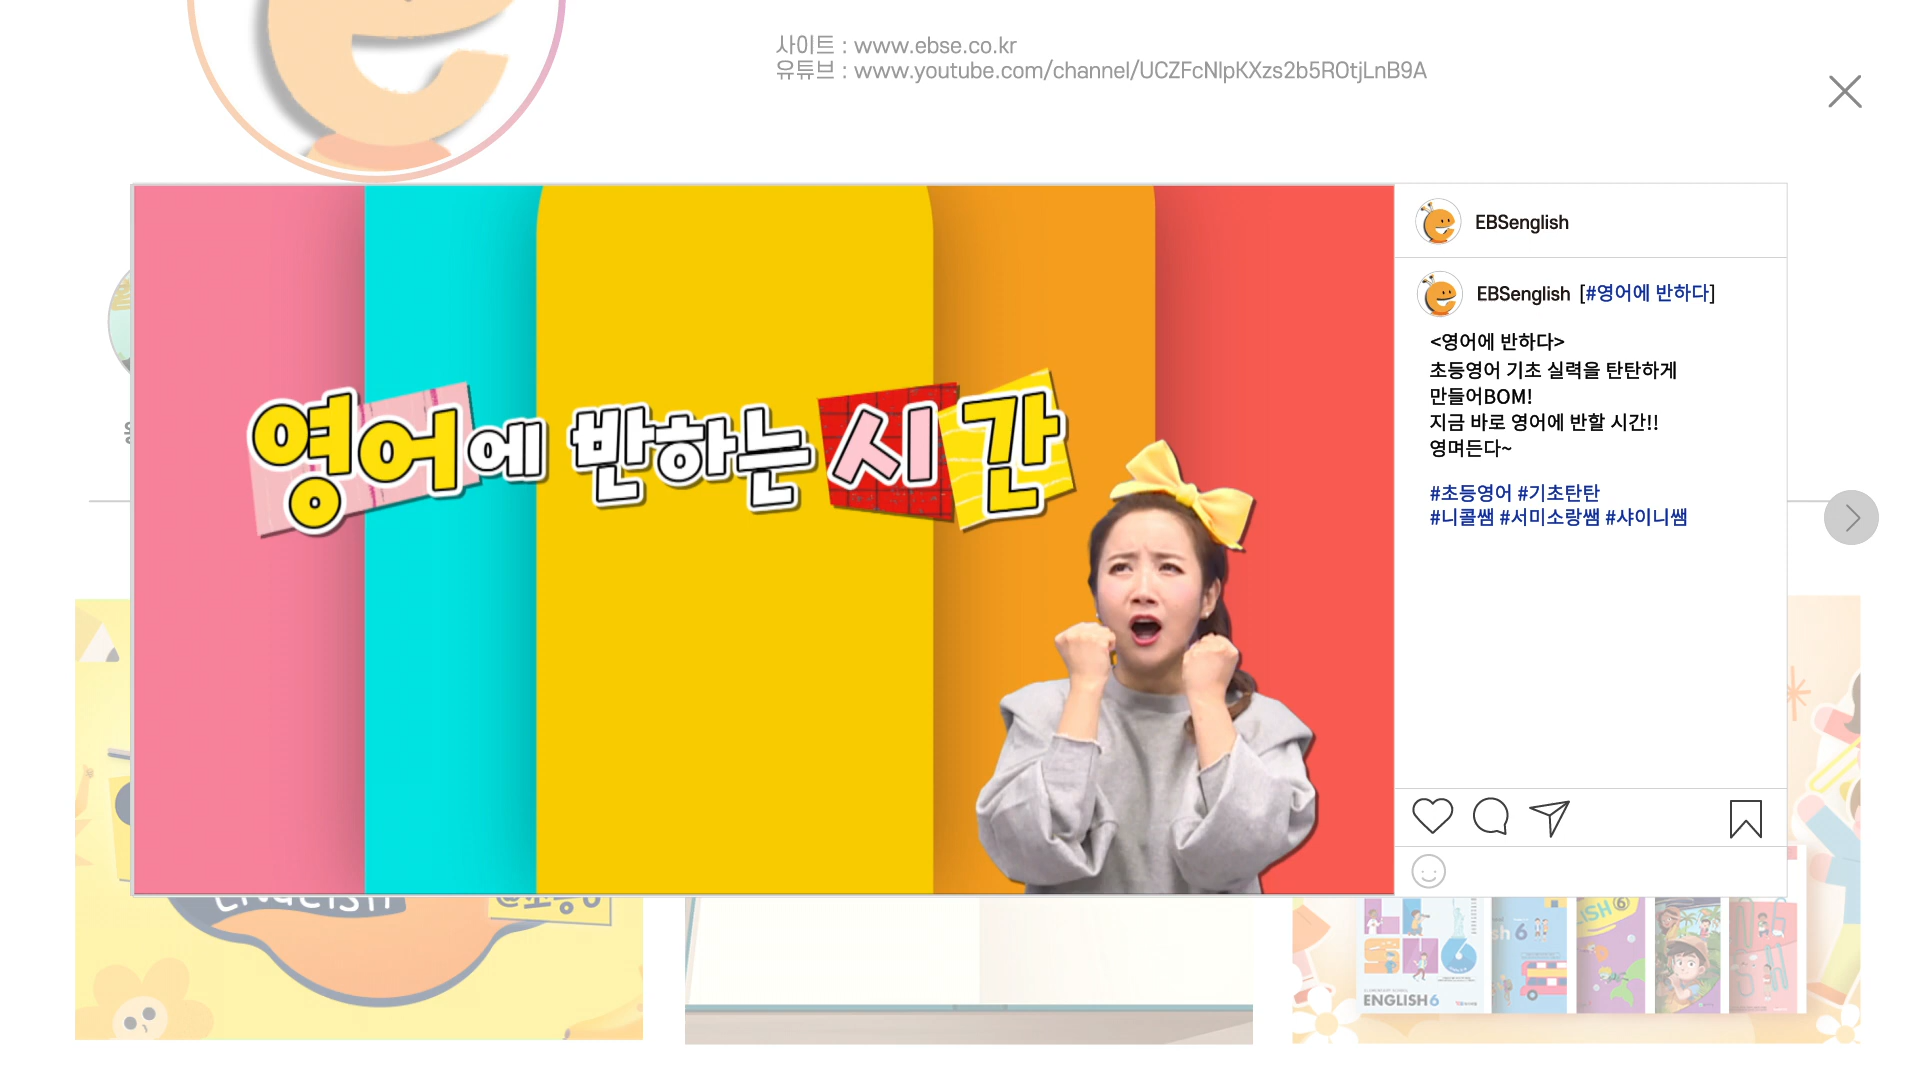 사이트 : www.ebse.co.kr
유튜브 : www.youtube.com/channel/UCZFcNlpKXzs2b5ROtjLnB9A
영어에 반하는 시간
EBSenglish
EBSenglish [#영어에 반하다]
<영어에 반하다>
초등영어 기초 실력을 탄탄하게
만들어BOM!
지금 바로 영어에 반할 시간!!
영며든다~
#초등영어 #기초탄탄
#니콜쌤 #서미소랑쌤 #샤이니쌤
ENGLISH 6